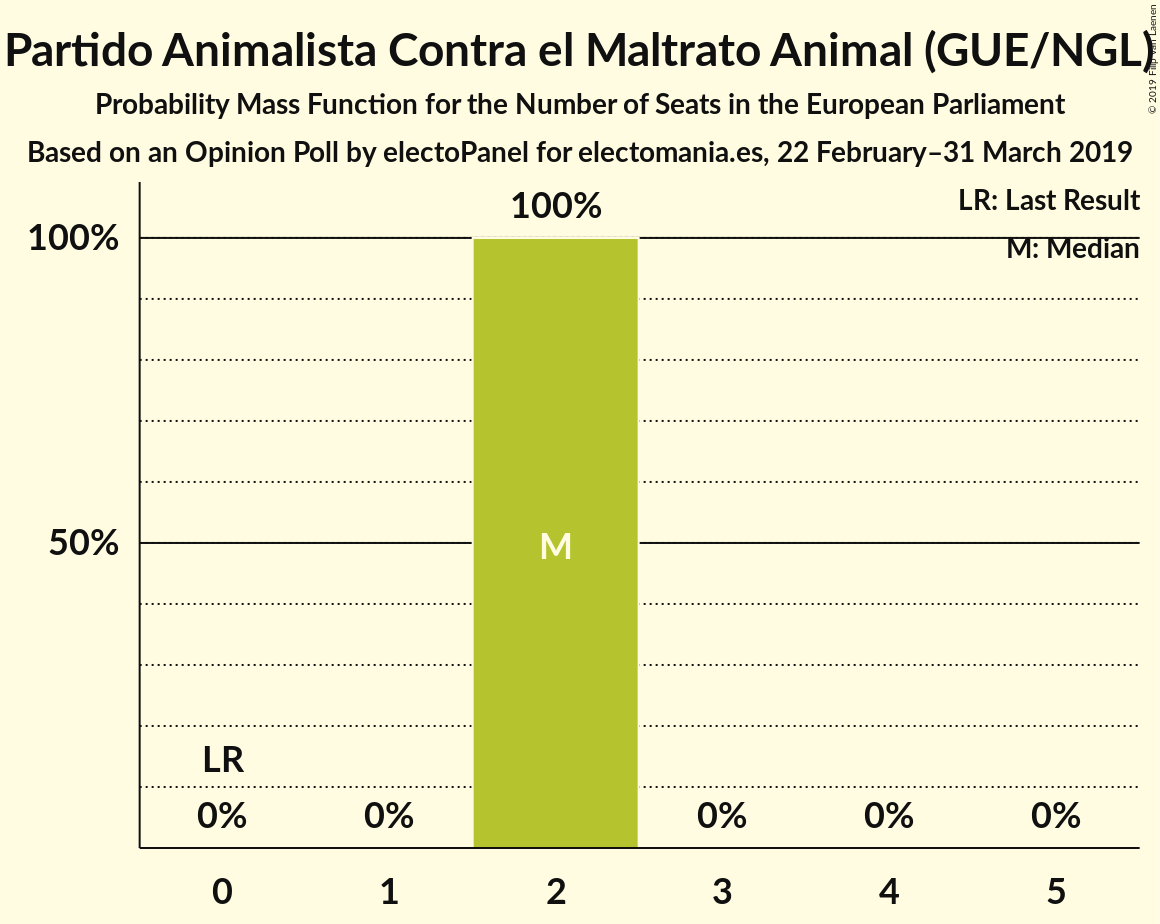 Partido Animalista Contra el Maltrato Animal (GUE/NGL)
Probability Mass Function for the Number of Seats in the European Parliament
Based on an Opinion Poll by electoPanel for electomania.es, 22 February–31 March 2019
© 2019 Filip van Laenen
LR: Last Result
M: Median
100%
100%
50%
M
LR
0%
0%
0%
0%
0%
0
1
2
3
4
5